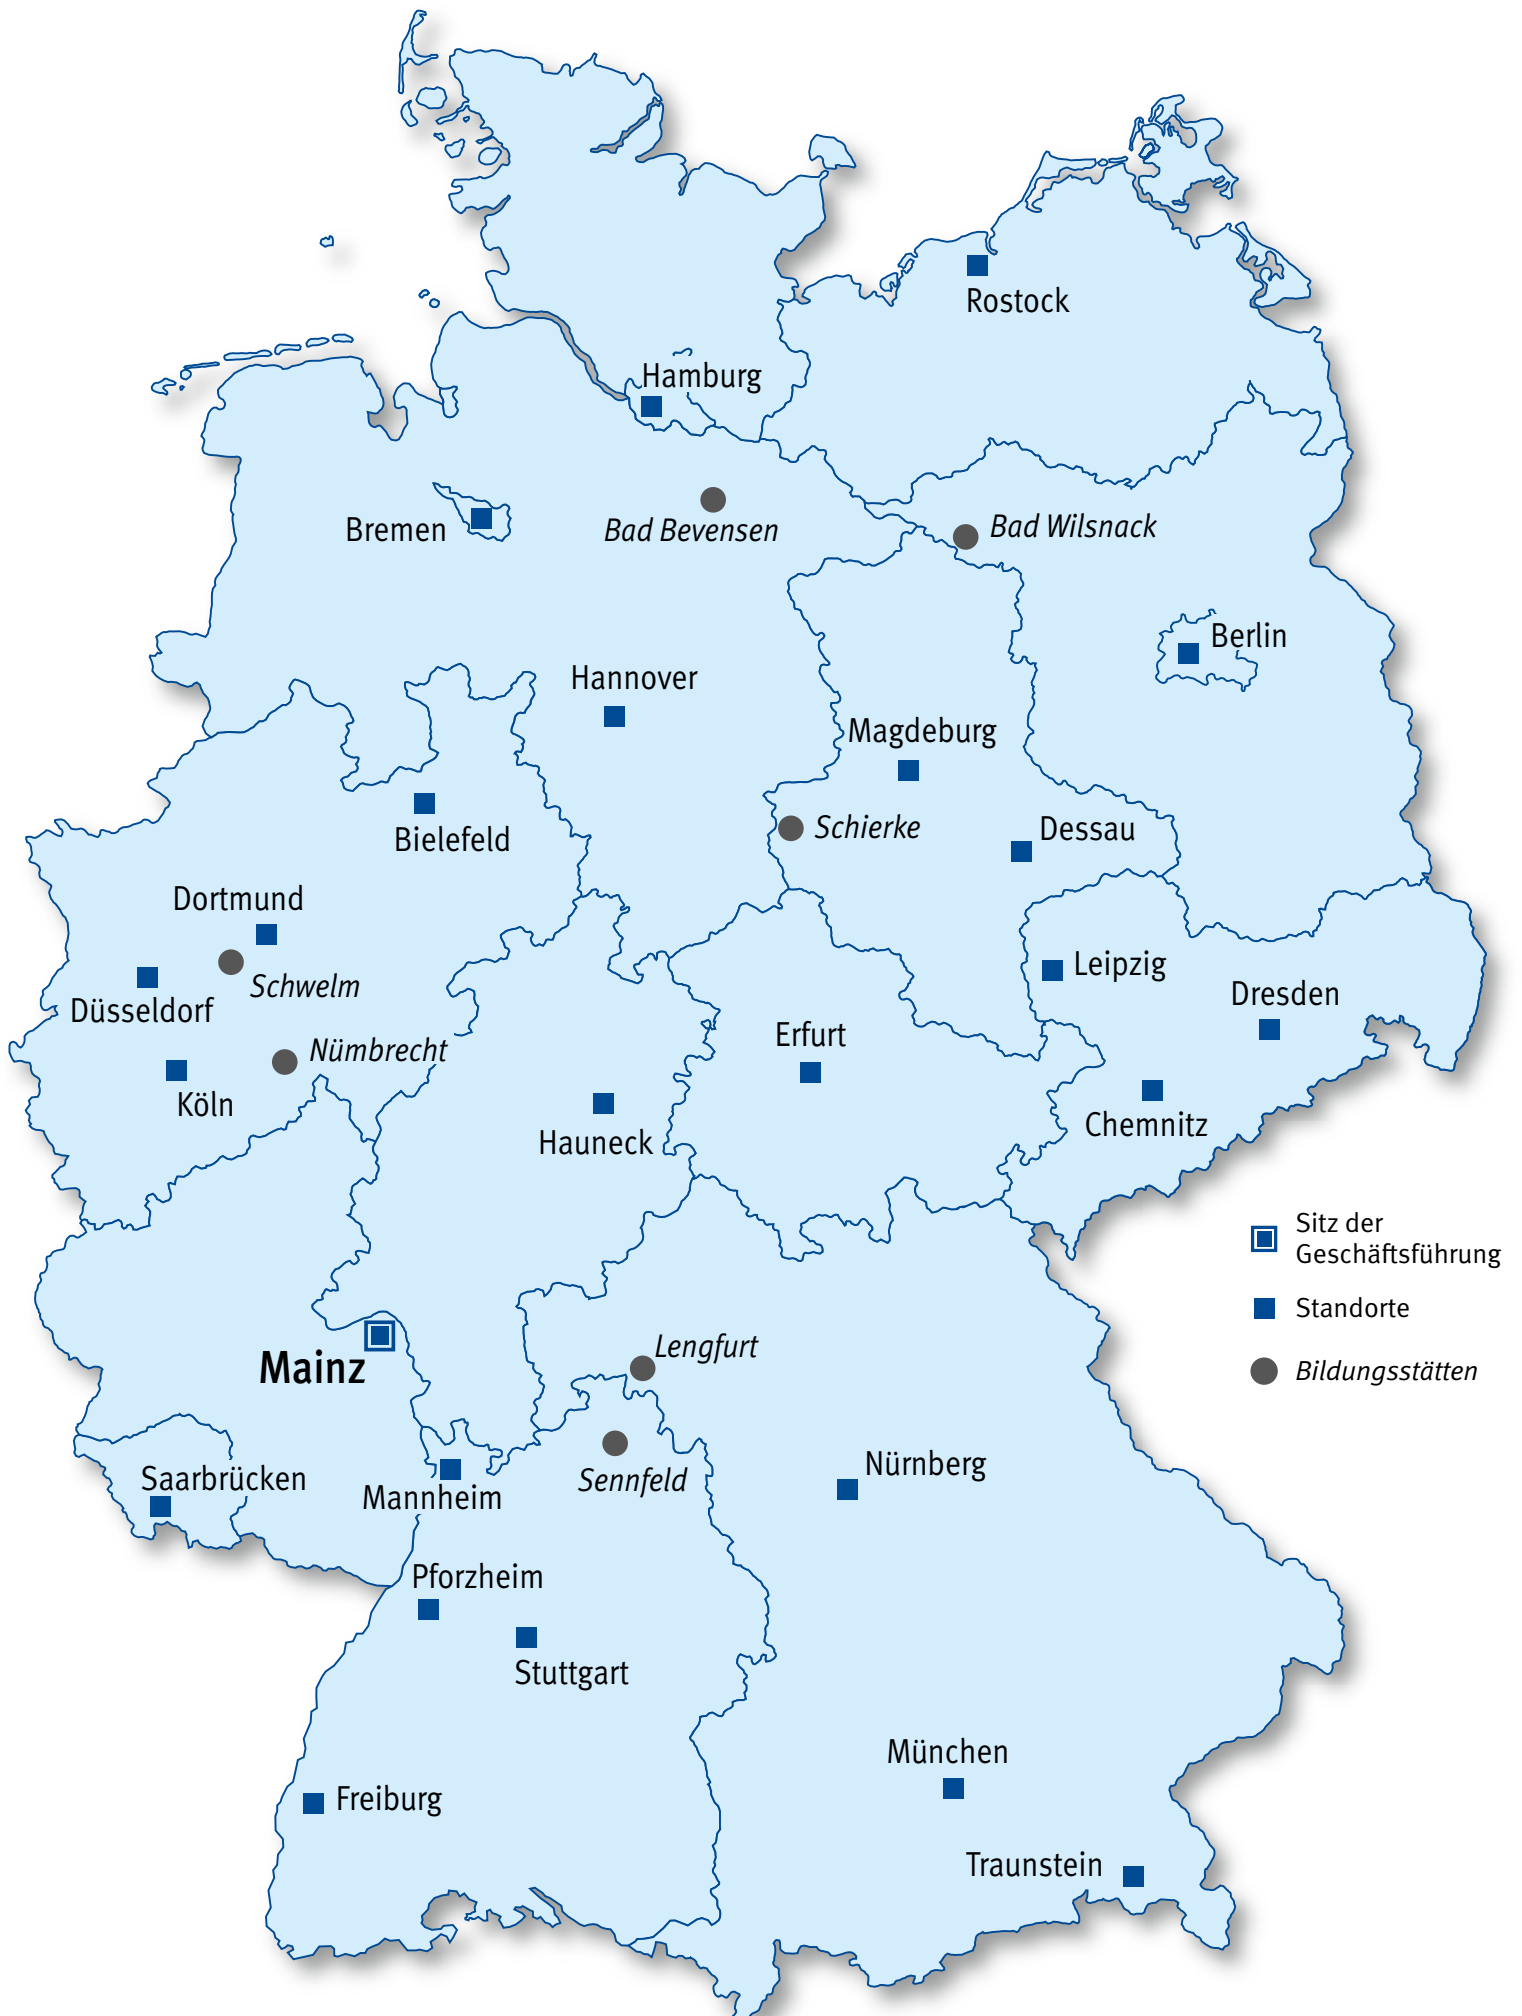 Rostock
Hamburg
Bremen
Bad Bevensen
Bad Wilsnack
Berlin
Hannover
Magdeburg
Bielefeld
Schierke
Dessau
Dortmund
Schwelm
Düsseldorf
Leipzig
Dresden
Nümbrecht
Erfurt
Köln
Hauneck
Chemnitz
Sitz der
Geschäftsführung
Standorte
Bildungsstätten
Mainz
Lengfurt
Saarbrücken
Mannheim
Sennfeld
Nürnberg
Pforzheim
Stuttgart
München
Freiburg
Traunstein